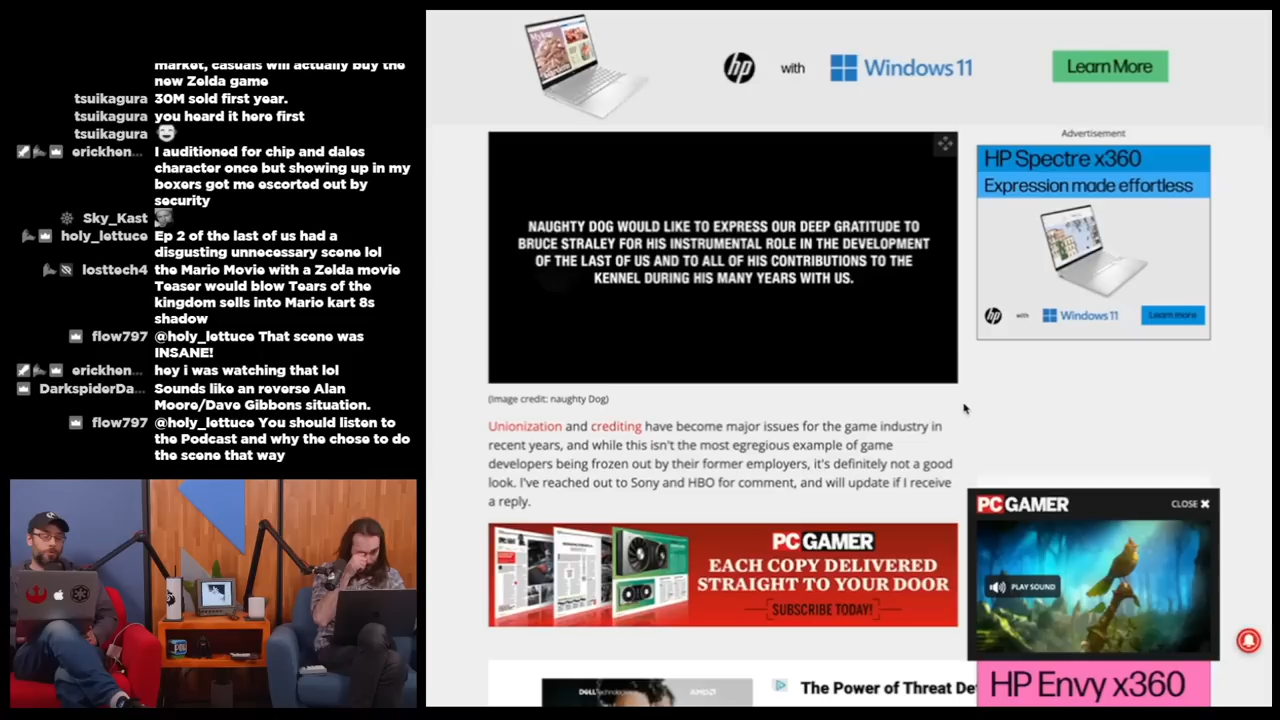 market, casuals will actually buy the
new Zelda game
tsuikagura 30M sold first year.
tsuikagura you heard it here first
tsuikagura
erickhen... I auditioned for chip and dales
character once but showing up in my
boxers got me escorted out by
security
Sky_Kast
holy_lettuce Ep 2 of the last of us had a
disgusting unnecessary scene lol
losttech4 the Mario Movie with a Zelda movie
Teaser would blow Tears of the
kingdom sells into Mario kart 8s
shadow
flow797 @holy_lettuce That scene was
INSANE!
erickhen... hey i was watching that lol
DarkspiderDa... Sounds like an reverse Alan
Moore/Dave Gibbons situation.
flow797 @holy_lettuce You should listen to
the Podcast and why the chose to do
the scene that way
hp with Windows 11 Learn More
NAUGHTY DOG WOULD LIKE TO EXPRESS OUR DEEP GRATITUDE TO
BRUCE STRALEY FOR HIS INSTRUMENTAL ROLE IN THE DEVELOPMENT
OF THE LAST OF US AND TO ALL OF HIS CONTRIBUTIONS TO THE
KENNEL DURING HIS MANY YEARS WITH US.
(Image credit: naughty Dog)
Unionization and crediting have become major issues for the game industry in
recent years, and while this isn't the most egregious example of game
developers being frozen out by their former employers, it's definitely not a good
look. I've reached out to Sony and HBO for comment, and will update if I receive
a reply.
PC GAMER
EACH COPY DELIVERED
STRAIGHT TO YOUR DOOR
SUBSCRIBE TODAY!
DELLTechnologies AMD
The Power of Threat De
Advertisement
HP Spectre x360
Expression made effortless
hp with Windows 11 Learn more
PC GAMER CLOSE X
PLAY SOUND
HP Envy x360